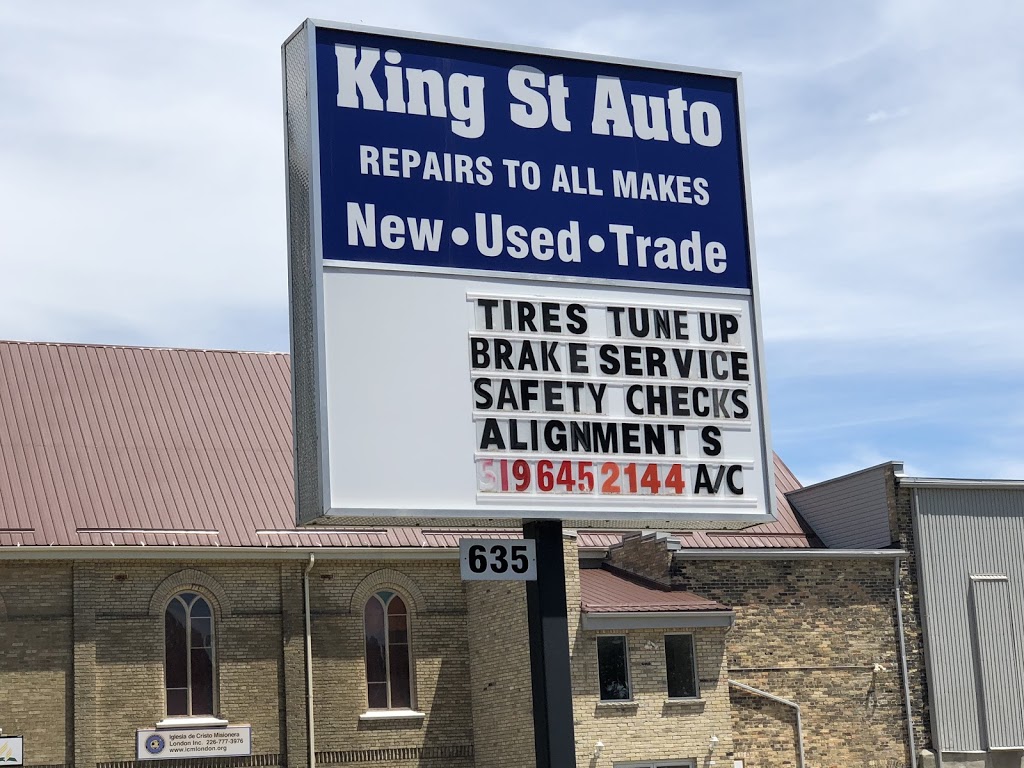 King St Auto
REPAIRS TO ALL MAKES
New • Used • Trade
TIRES TUNE UP
BRAKE SERVICE
SAFETY CHECKS
ALIGNMENTS
519 645 2144 A/C
635
Iglesia de Cristo Misionera
London Inc. 226-777-3976
www.icmlondon.org